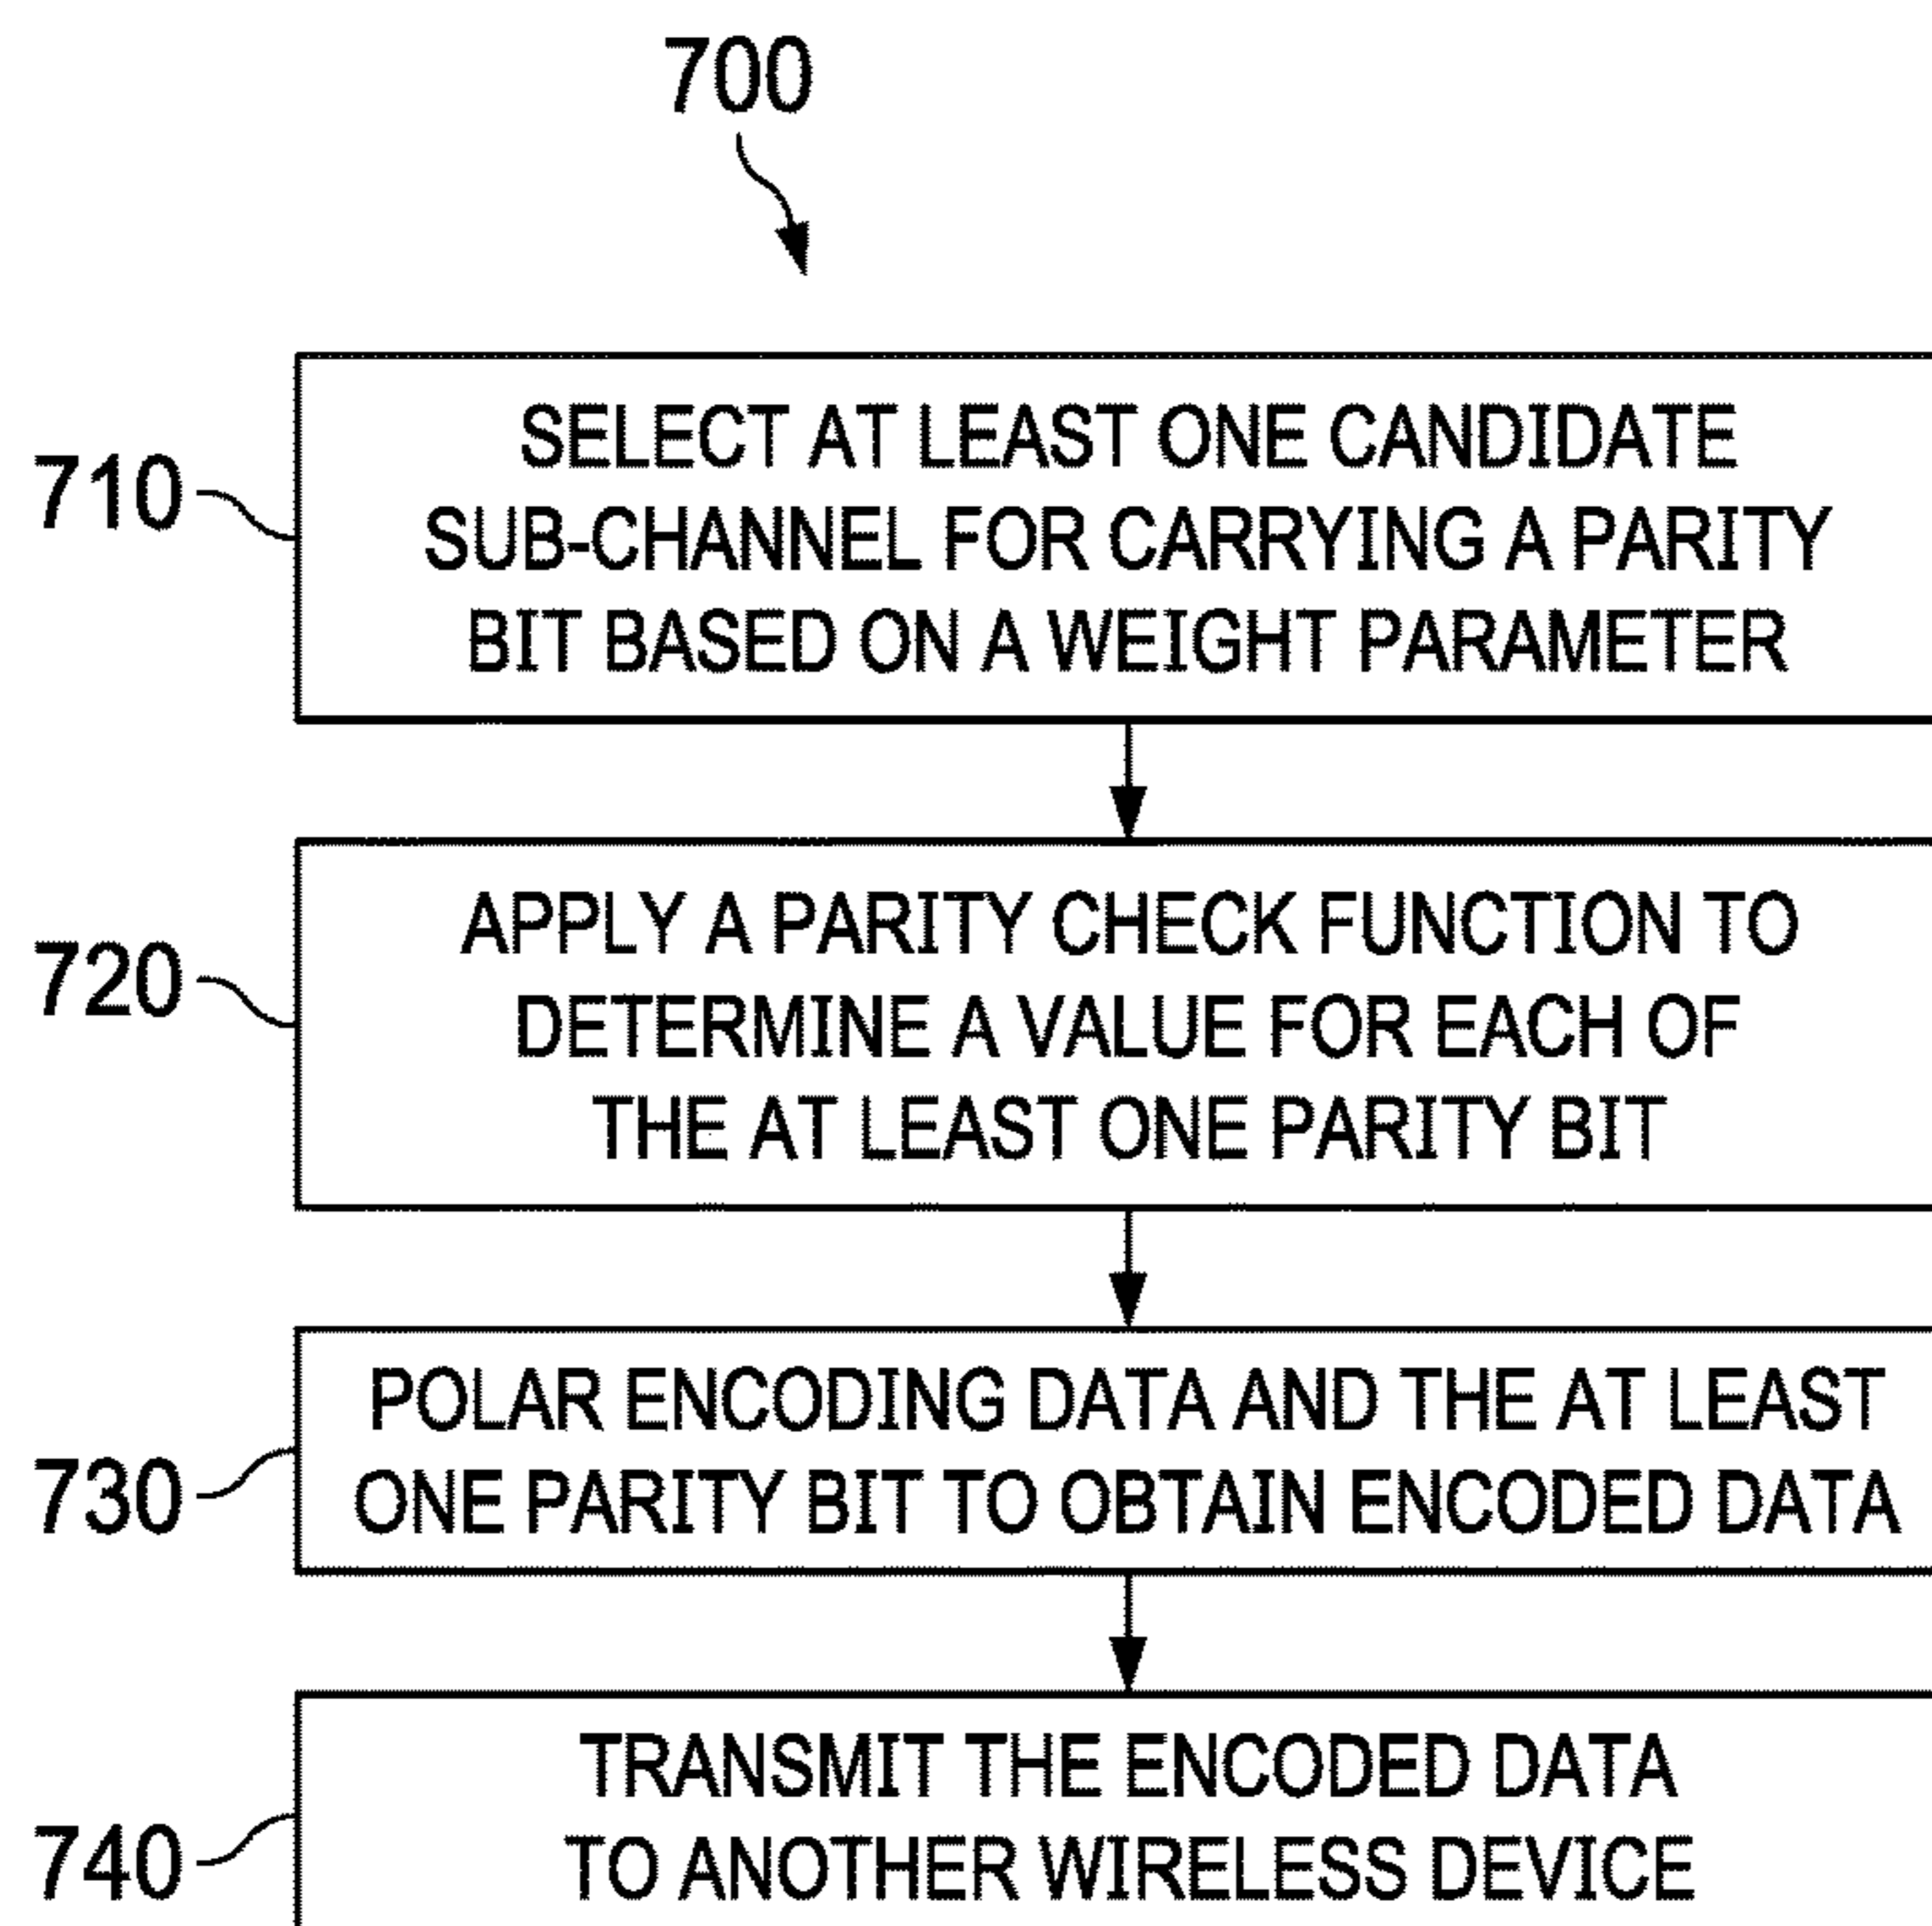 700
710
SELECT AT LEAST ONE CANDIDATE
SUB-CHANNEL FOR CARRYING A PARITY
BIT BASED ON A WEIGHT PARAMETER
720
APPLY A PARITY CHECK FUNCTION TO
DETERMINE A VALUE FOR EACH OF
THE AT LEAST ONE PARITY BIT
730
POLAR ENCODING DATA AND THE AT LEAST
ONE PARITY BIT TO OBTAIN ENCODED DATA
740
TRANSMIT THE ENCODED DATA
TO ANOTHER WIRELESS DEVICE